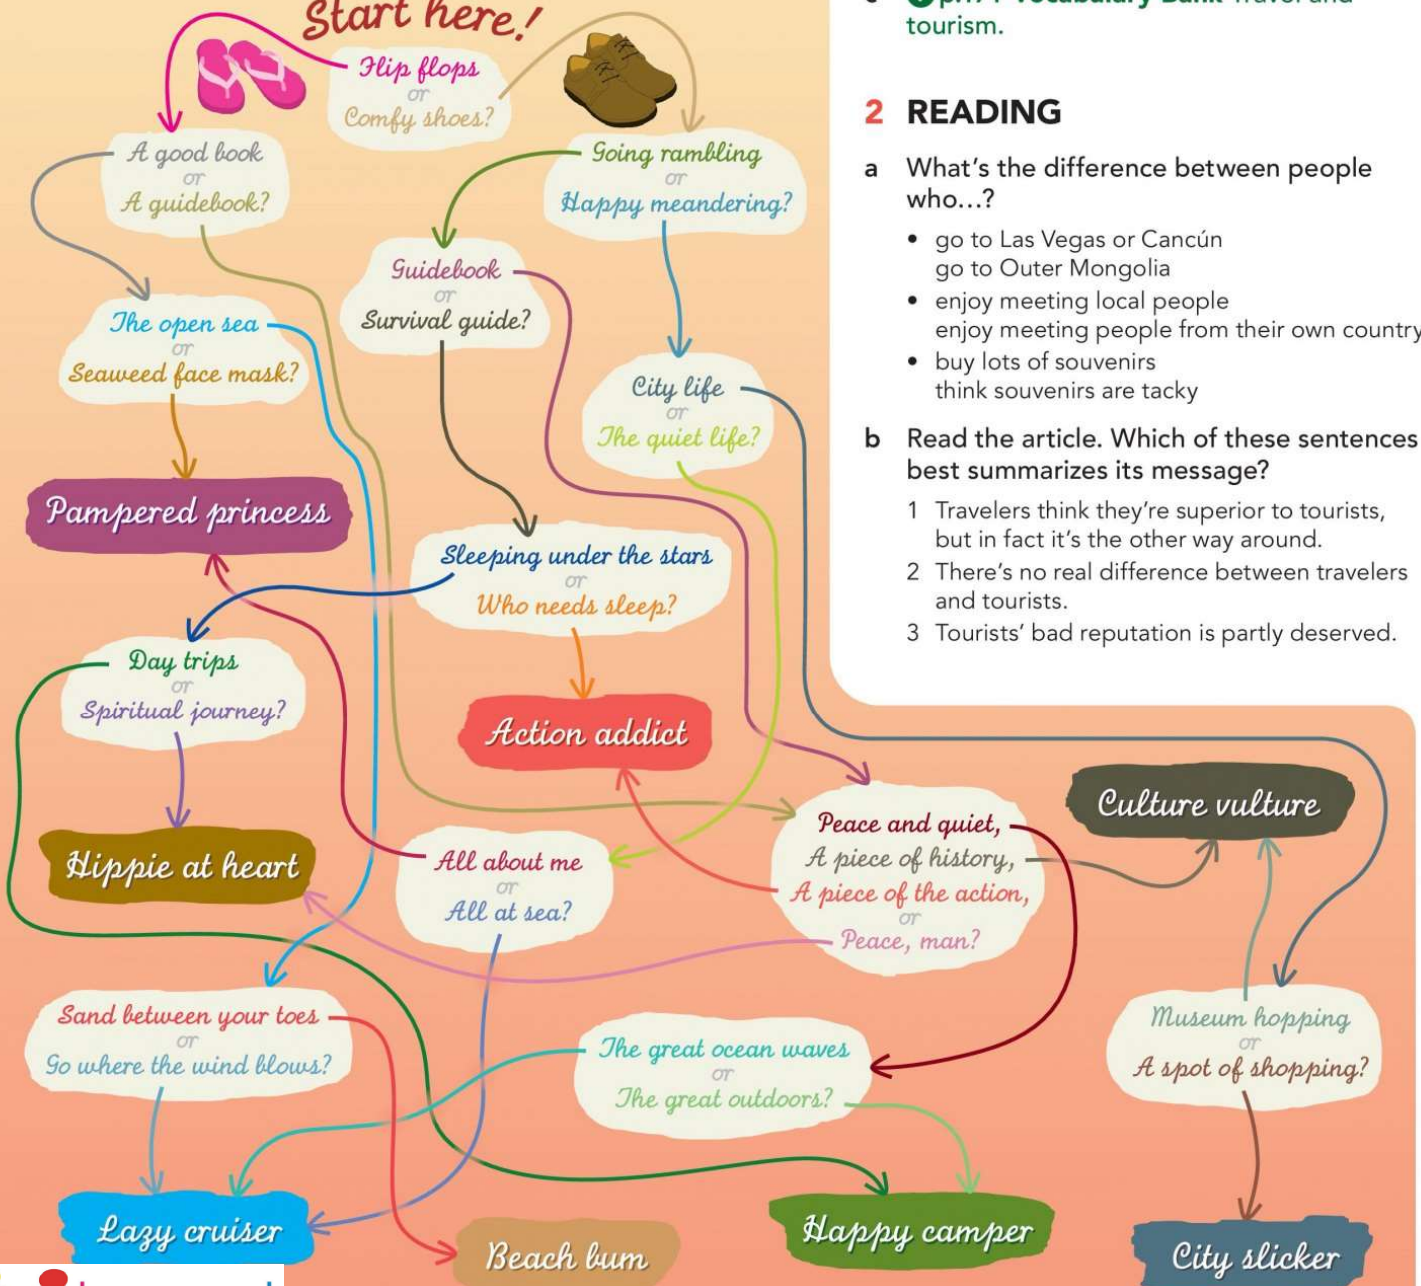 Start here!
Flip flops
or
Comfy shoes?
A good book
or
A guidebook?
Going rambling
or
Happy meandering?
Guidebook
or
Survival guide?
The open sea
or
Seaweed face mask?
City life
or
The quiet life?
Pampered princess
Sleeping under the stars
or
Who needs sleep?
Day trips
or
Spiritual journey?
Action addict
Culture vulture
Peace and quiet,
A piece of history,
A piece of the action,
or
Peace, man?
Hippie at heart
All about me
or
All at sea?
Sand between your toes
or
Go where the wind blows?
The great ocean waves
or
The great outdoors?
Museum hopping
or
A spot of shopping?
Lazy cruiser
Beach bum
Happy camper
City slicker
tourism.
2 READING
a What's the difference between people
who...?
• go to Las Vegas or Cancún
go to Outer Mongolia
• enjoy meeting local people
enjoy meeting people from their own country
• buy lots of souvenirs
think souvenirs are tacky
b Read the article. Which of these sentences
best summarizes its message?
1 Travelers think they're superior to tourists,
but in fact it's the other way around.
2 There's no real difference between travelers
and tourists.
3 Tourists' bad reputation is partly deserved.